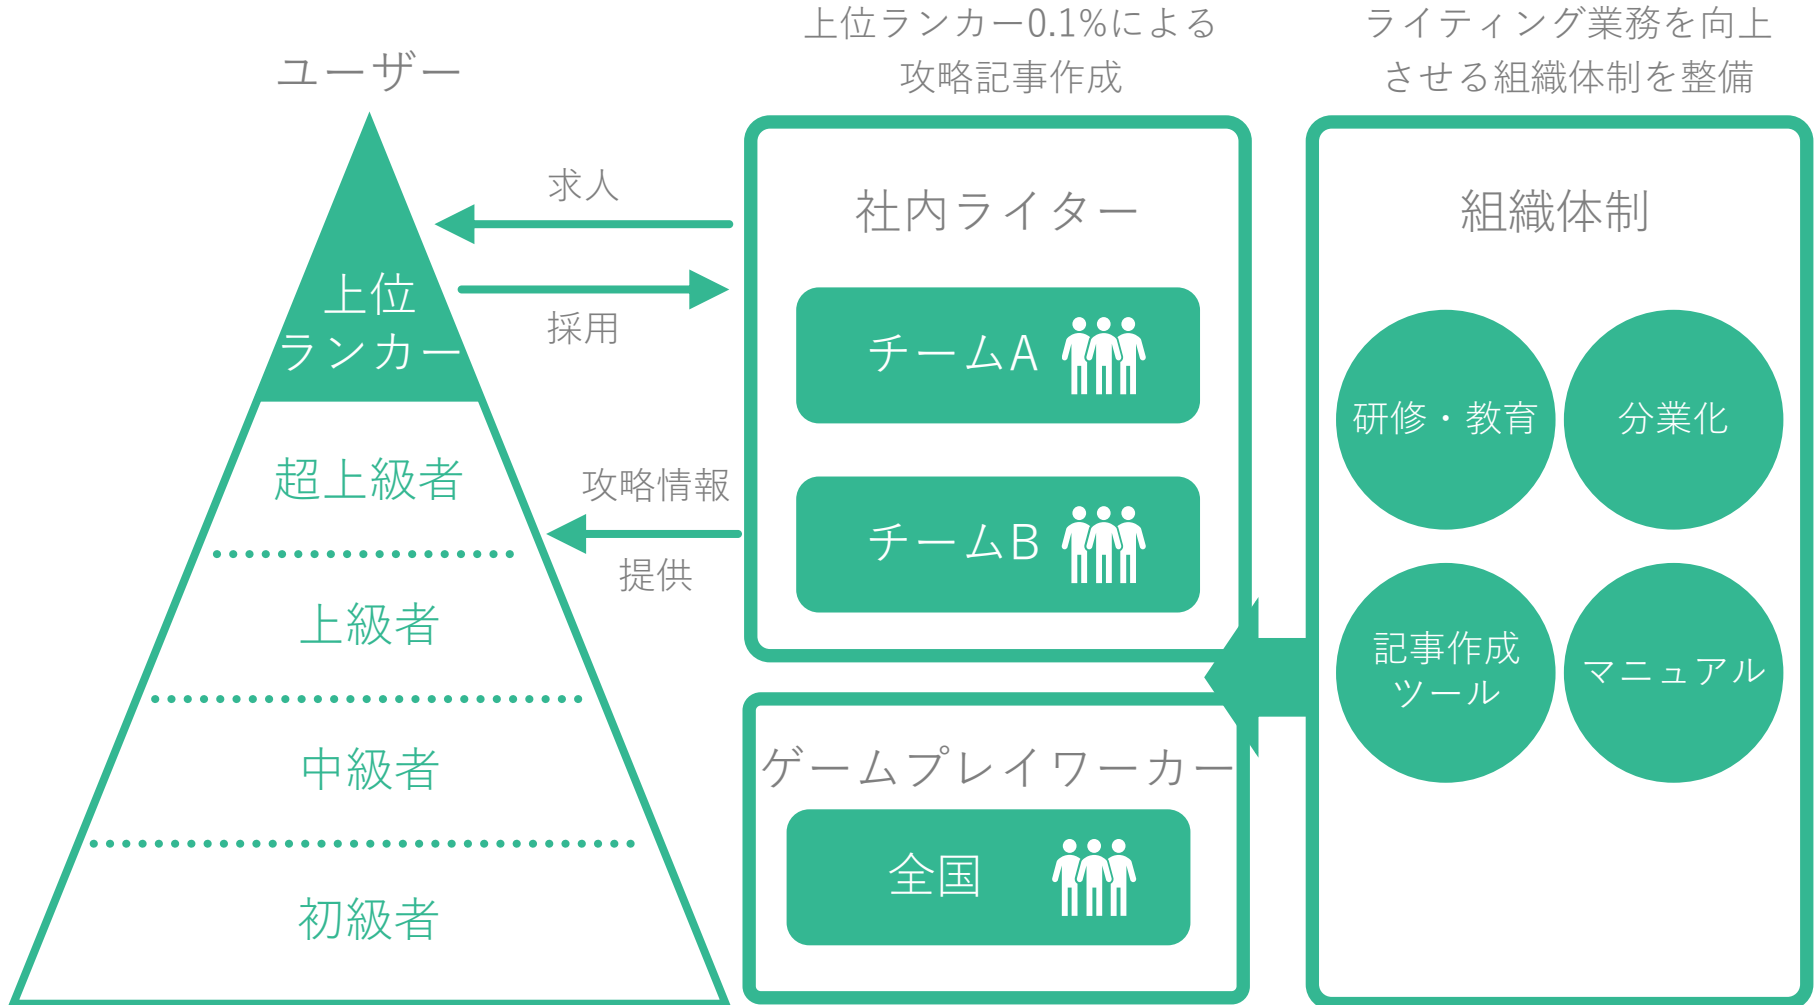 ユーザー
上位
ランカー
超上級者
上級者
中級者
初級者
求人
採用
攻略情報
提供
上位ランカー0.1%による
攻略記事作成
社内ライター
チームA
チームB
ゲームプレイワーカー
全国
ライティング業務を向上
させる組織体制を整備
組織体制
研修・教育
分業化
記事作成
ツール
マニュアル